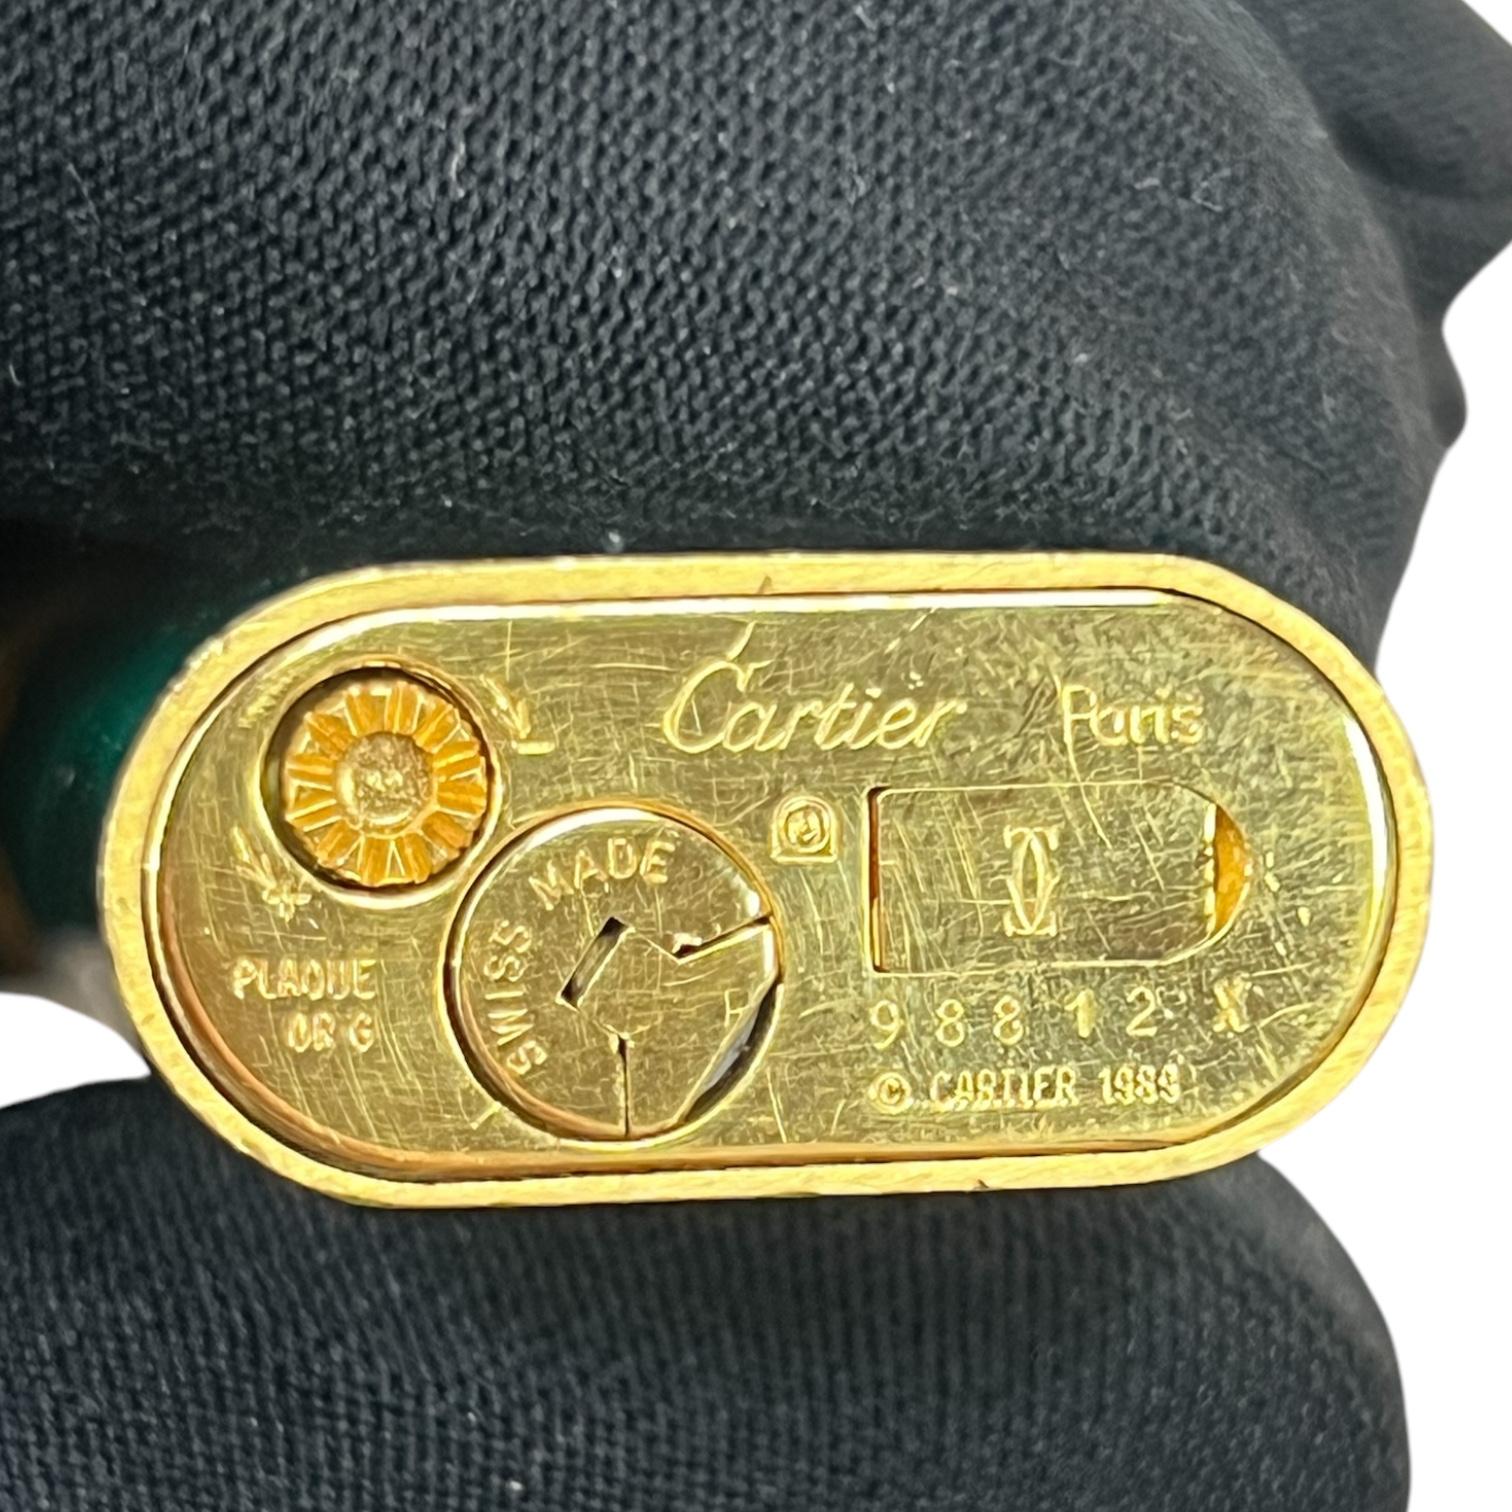 Cartier Paris
SWISS MADE
PLAQUE
OR G
98812 X
© CARTIER 1989